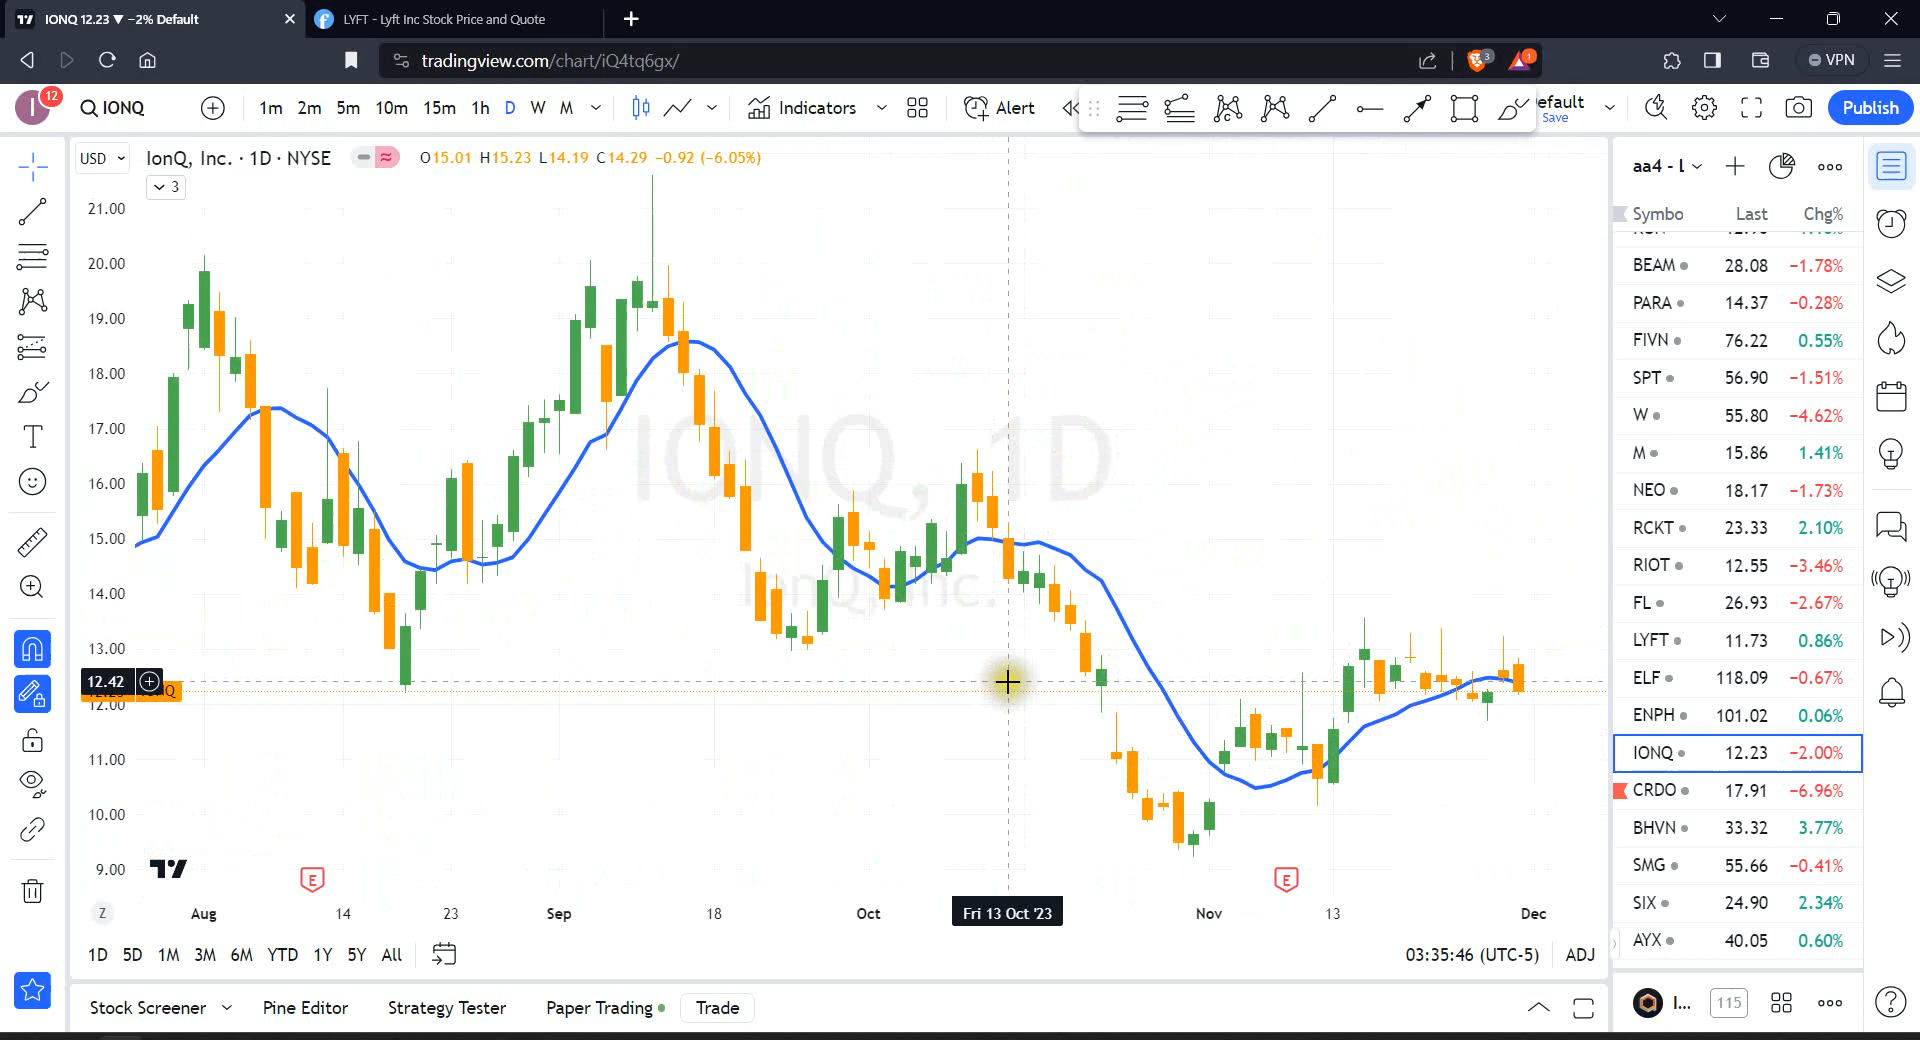 IONQ 12.23 ▼ −2% Default
LYFT - Lyft Inc Stock Price and Quote
tradingview.com/chart/iQ4tq6gx/
3
1
VPN
I
12
IONQ
1m 2m 5m 10m 15m 1h D W M
Indicators
Alert
efault
Save
Publish
USD
IonQ, Inc. · 1D · NYSE
O15.01 H15.23 L14.19 C14.29 −0.92 (−6.05%)
3
IONQ, 1D
IonQ, Inc.
21.00
20.00
19.00
18.00
17.00
16.00
15.00
14.00
13.00
12.42
12.00
11.00
10.00
9.00
E
E
Z
Aug 14 23 Sep 18 Oct Fri 13 Oct '23 Nov 13 Dec
1D 5D 1M 3M 6M YTD 1Y 5Y All
03:35:46 (UTC-5) ADJ
Stock Screener Pine Editor Strategy Tester Paper Trading Trade
aa4 - L
Symbo Last Chg%
BEAM 28.08 −1.78%
PARA 14.37 −0.28%
FIVN 76.22 0.55%
SPT 56.90 −1.51%
W 55.80 −4.62%
M 15.86 1.41%
NEO 18.17 −1.73%
RCKT 23.33 2.10%
RIOT 12.55 −3.46%
FL 26.93 −2.67%
LYFT 11.73 0.86%
ELF 118.09 −0.67%
ENPH 101.02 0.06%
IONQ 12.23 −2.00%
CRDO 17.91 −6.96%
BHVN 33.32 3.77%
SMG 55.66 −0.41%
SIX 24.90 2.34%
AYX 40.05 0.60%
I... 115